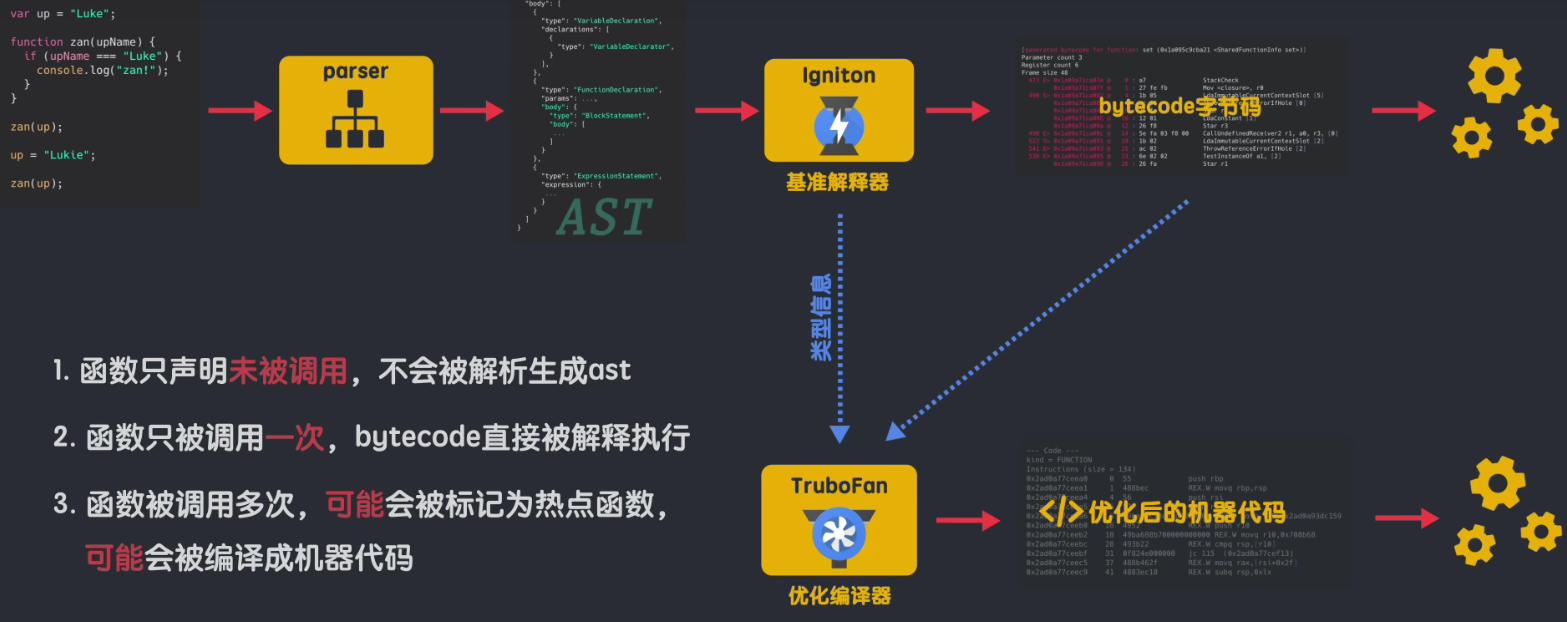 var up = "Luke";
function zan(upName) {
if (upName === "Luke") {
console.log("zan!");
}
}
zan(up);
up = "Lukie";
zan(up);
parser
"body": [
{
"type": "VariableDeclaration",
"declarations": [
{
"type": "VariableDeclarator",
}
],
},
{
"type": "FunctionDeclaration",
"params": ...,
"body": {
"type": "BlockStatement",
"body": [
...
]
}
},
{
"type": "ExpressionStatement",
"expression": {
...
}
}
]
}
AST
Igniton
基准解释器
[generated bytecode for function: set (0x1a095c9cba21 <SharedFunctionInfo set>)]
Parameter count 3
Register count 6
Frame size 48
StackCheck
Mov <closure>, r0
bytecode字节码
Star r3
CallUndefinedReceiver2 r1, a0, r3, [0]
LdaImmutableCurrentContextSlot [2]
ThrowReferenceErrorIfHole [2]
TestInstanceOf a1, [2]
Star r1
类型信息
1. 函数只声明未被调用，不会被解析生成ast
2. 函数只被调用一次，bytecode直接被解释执行
3. 函数被调用多次，可能会被标记为热点函数，
可能会被编译成机器代码
TruboFan
优化编译器
--- Code ---
kind = FUNCTION
Instructions (size = 134)
0x2ad0a77ceea0 0 55 push rbp
0x2ad0a77ceea1 1 488bec REX.W movq rbp,rsp
0x2ad0a77ceea4 4 56 push rsi
</>优化后的机器代码
0x2ad0a77ceeb2 18 REX.W movq r10,0x708b68
0x2ad0a77ceebc 28 493b22 REX.W cmpq rsp,[r10]
0x2ad0a77ceebf 31 0f824e000000 jc 115 (0x2ad0a77cef13)
0x2ad0a77ceec5 37 488b462f REX.W movq rax,[rsi+0x2f]
0x2ad0a77ceec9 41 4883ec18 REX.W subq rsp,0x1x